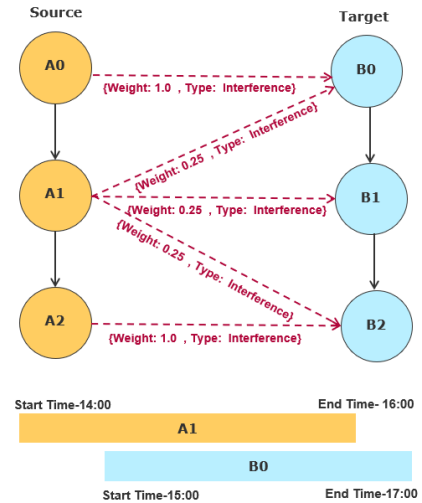 Source
Target
A0
B0
{Weight: 1.0 , Type: Interference}
{Weight: 0.25 , Type: Interference}
A1
B1
{Weight: 0.25 , Type: Interference}
{Weight: 0.25 , Type: Interference}
A2
B2
{Weight: 1.0 , Type: Interference}
Start Time-14:00
End Time- 16:00
A1
B0
Start Time-15:00
End Time-17:00